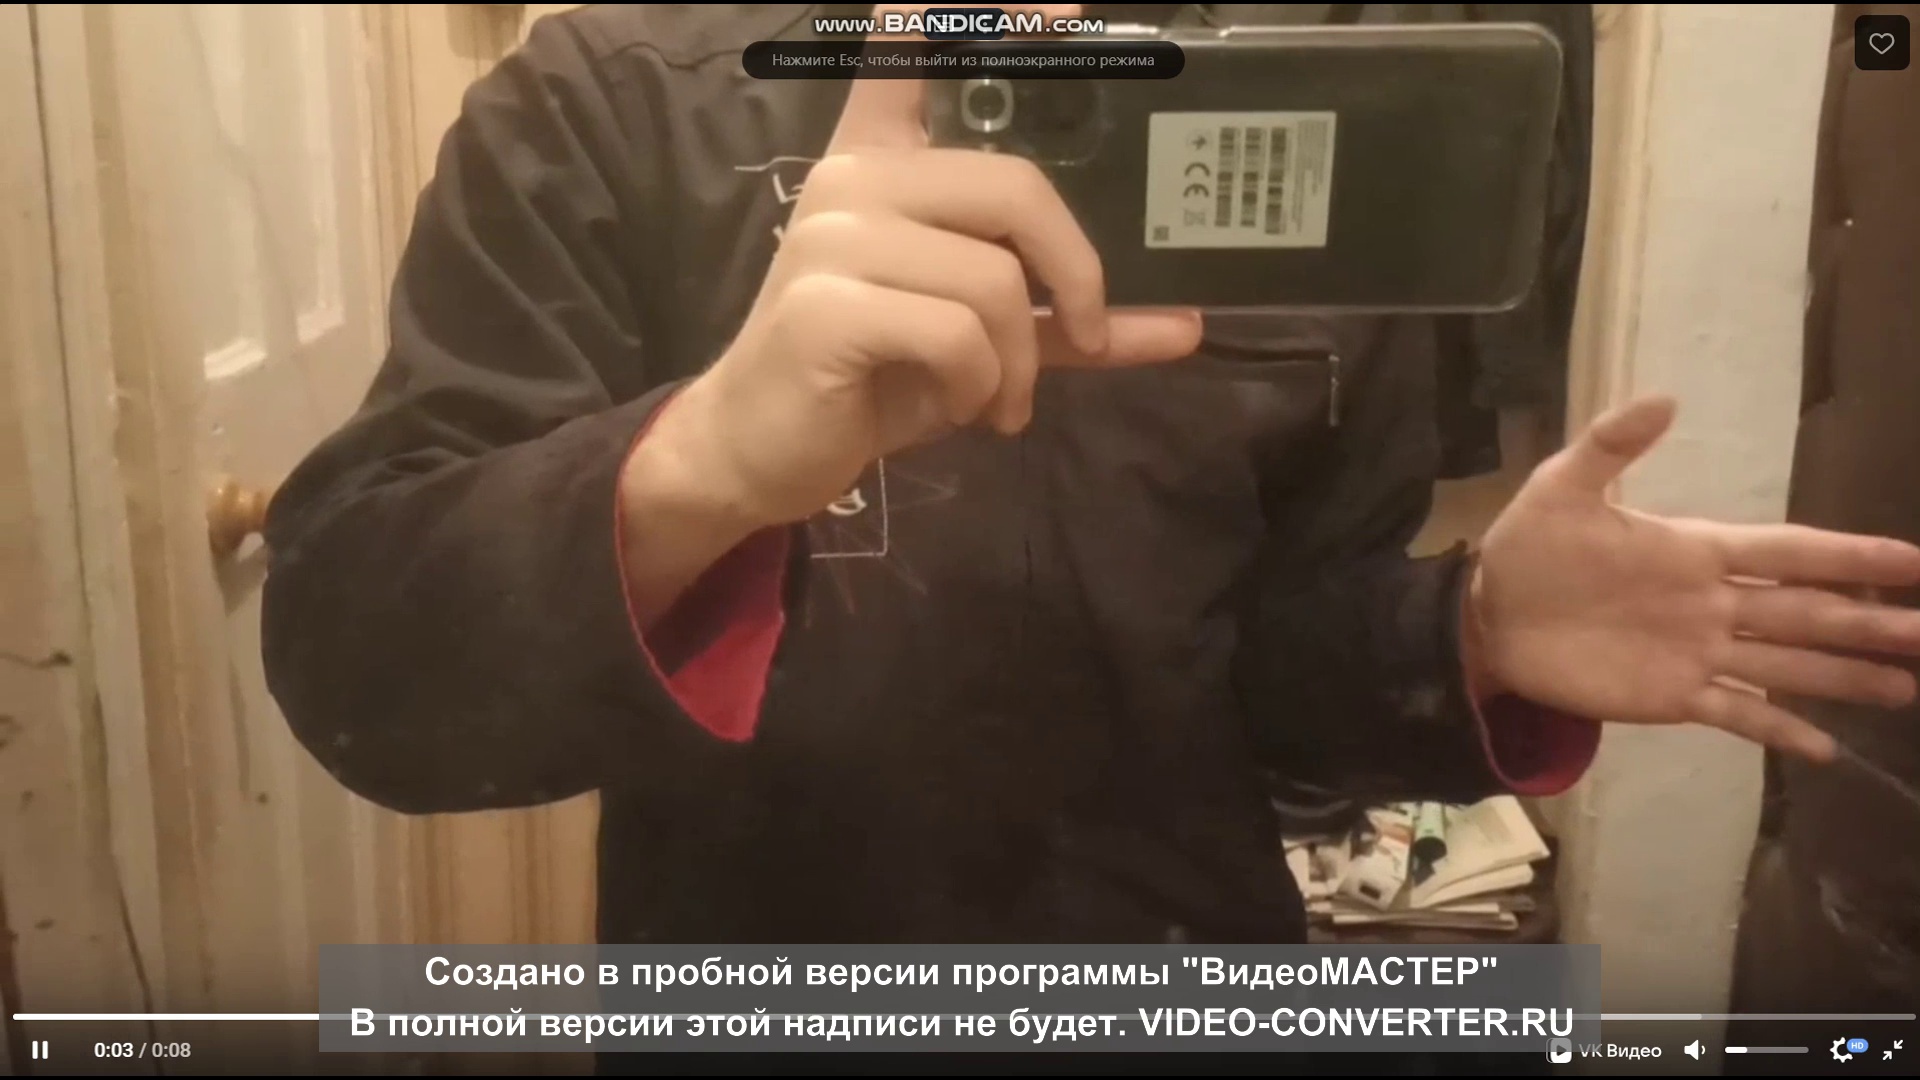 www.BANDICAM.com
Нажмите Esc, чтобы выйти из полноэкранного режима
CE
Создано в пробной версии программы "ВидеоМАСТЕР"
В полной версии этой надписи не будет. VIDEO-CONVERTER.RU
0:03 / 0:08
VK Видео
HD